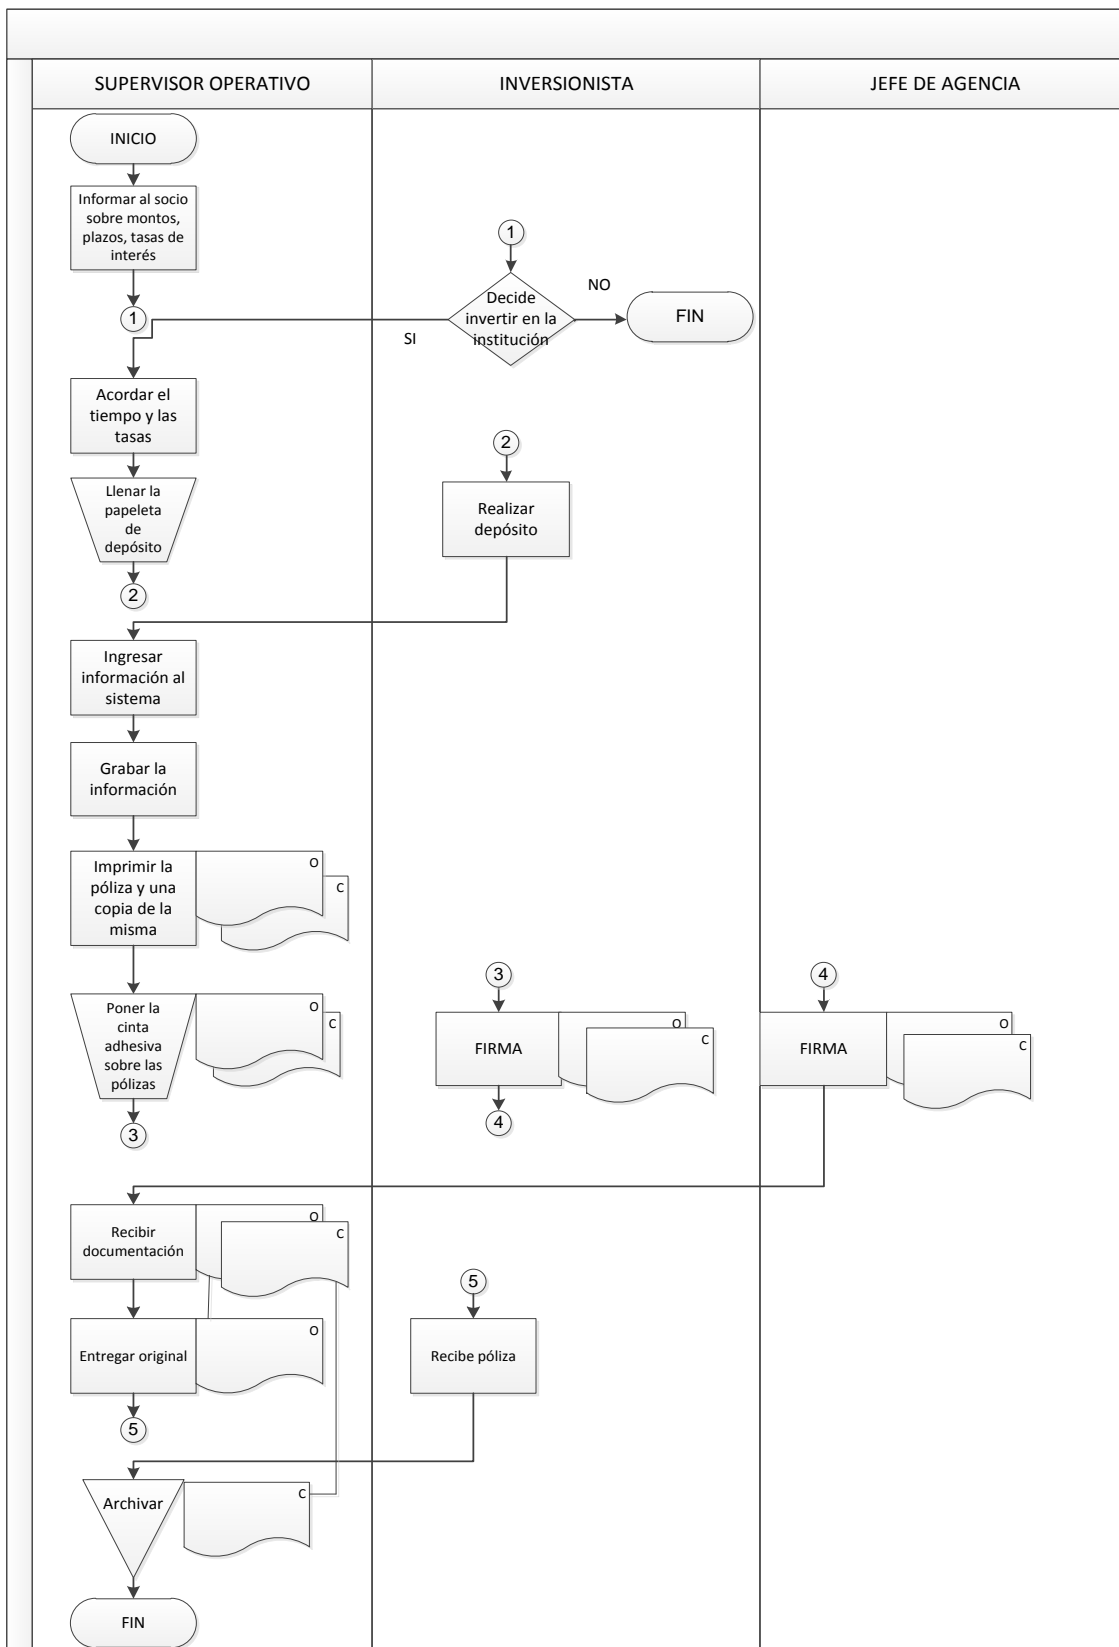 SUPERVISOR OPERATIVO
INVERSIONISTA
JEFE DE AGENCIA
INICIO
Informar al socio
sobre montos,
plazos, tasas de
interés
1
1
Decide
invertir en la
institución
NO
FIN
SI
Acordar el
tiempo y las
tasas
Llenar la
papeleta
de
depósito
2
2
Realizar
depósito
Ingresar
información al
sistema
Grabar la
información
Imprimir la
póliza y una
copia de la
misma
O
C
Poner la
cinta
adhesiva
sobre las
pólizas
O
C
3
3
FIRMA
O
C
4
4
FIRMA
O
C
Recibir
documentación
O
C
Entregar original
O
5
5
Recibe póliza
Archivar
C
FIN